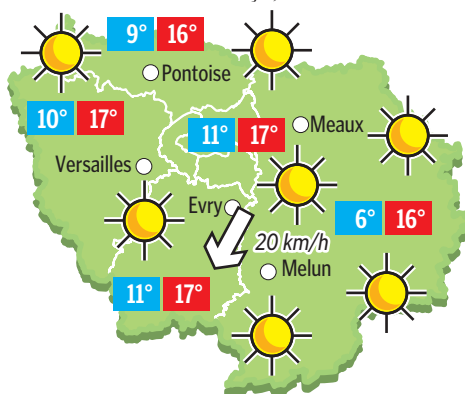 9° 16°
Pontoise
10° 17°
11° 17°
Meaux
Versailles
Evry
6° 16°
20 km/h
Melun
11° 17°